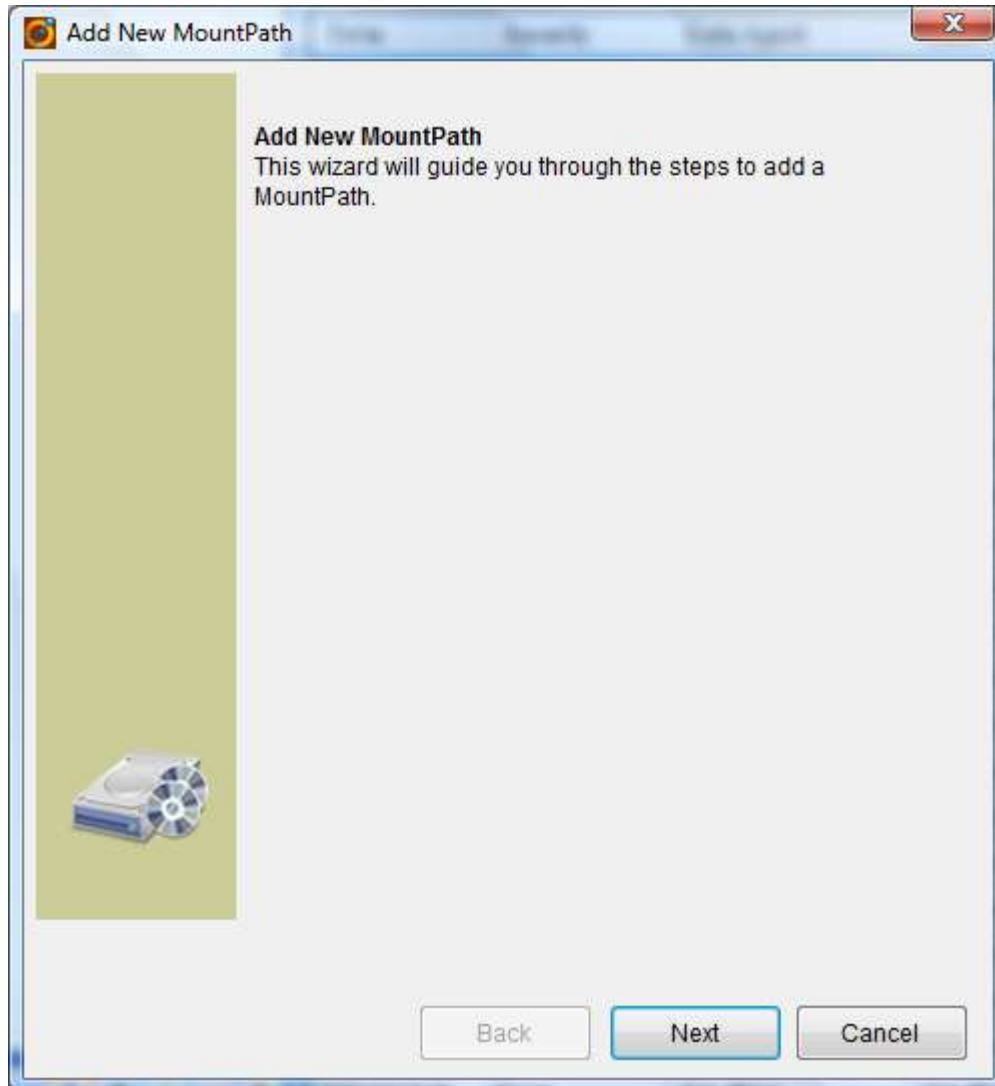 Add New MountPath
Add New MountPath
This wizard will guide you through the steps to add a
MountPath.
Back
Next
Cancel